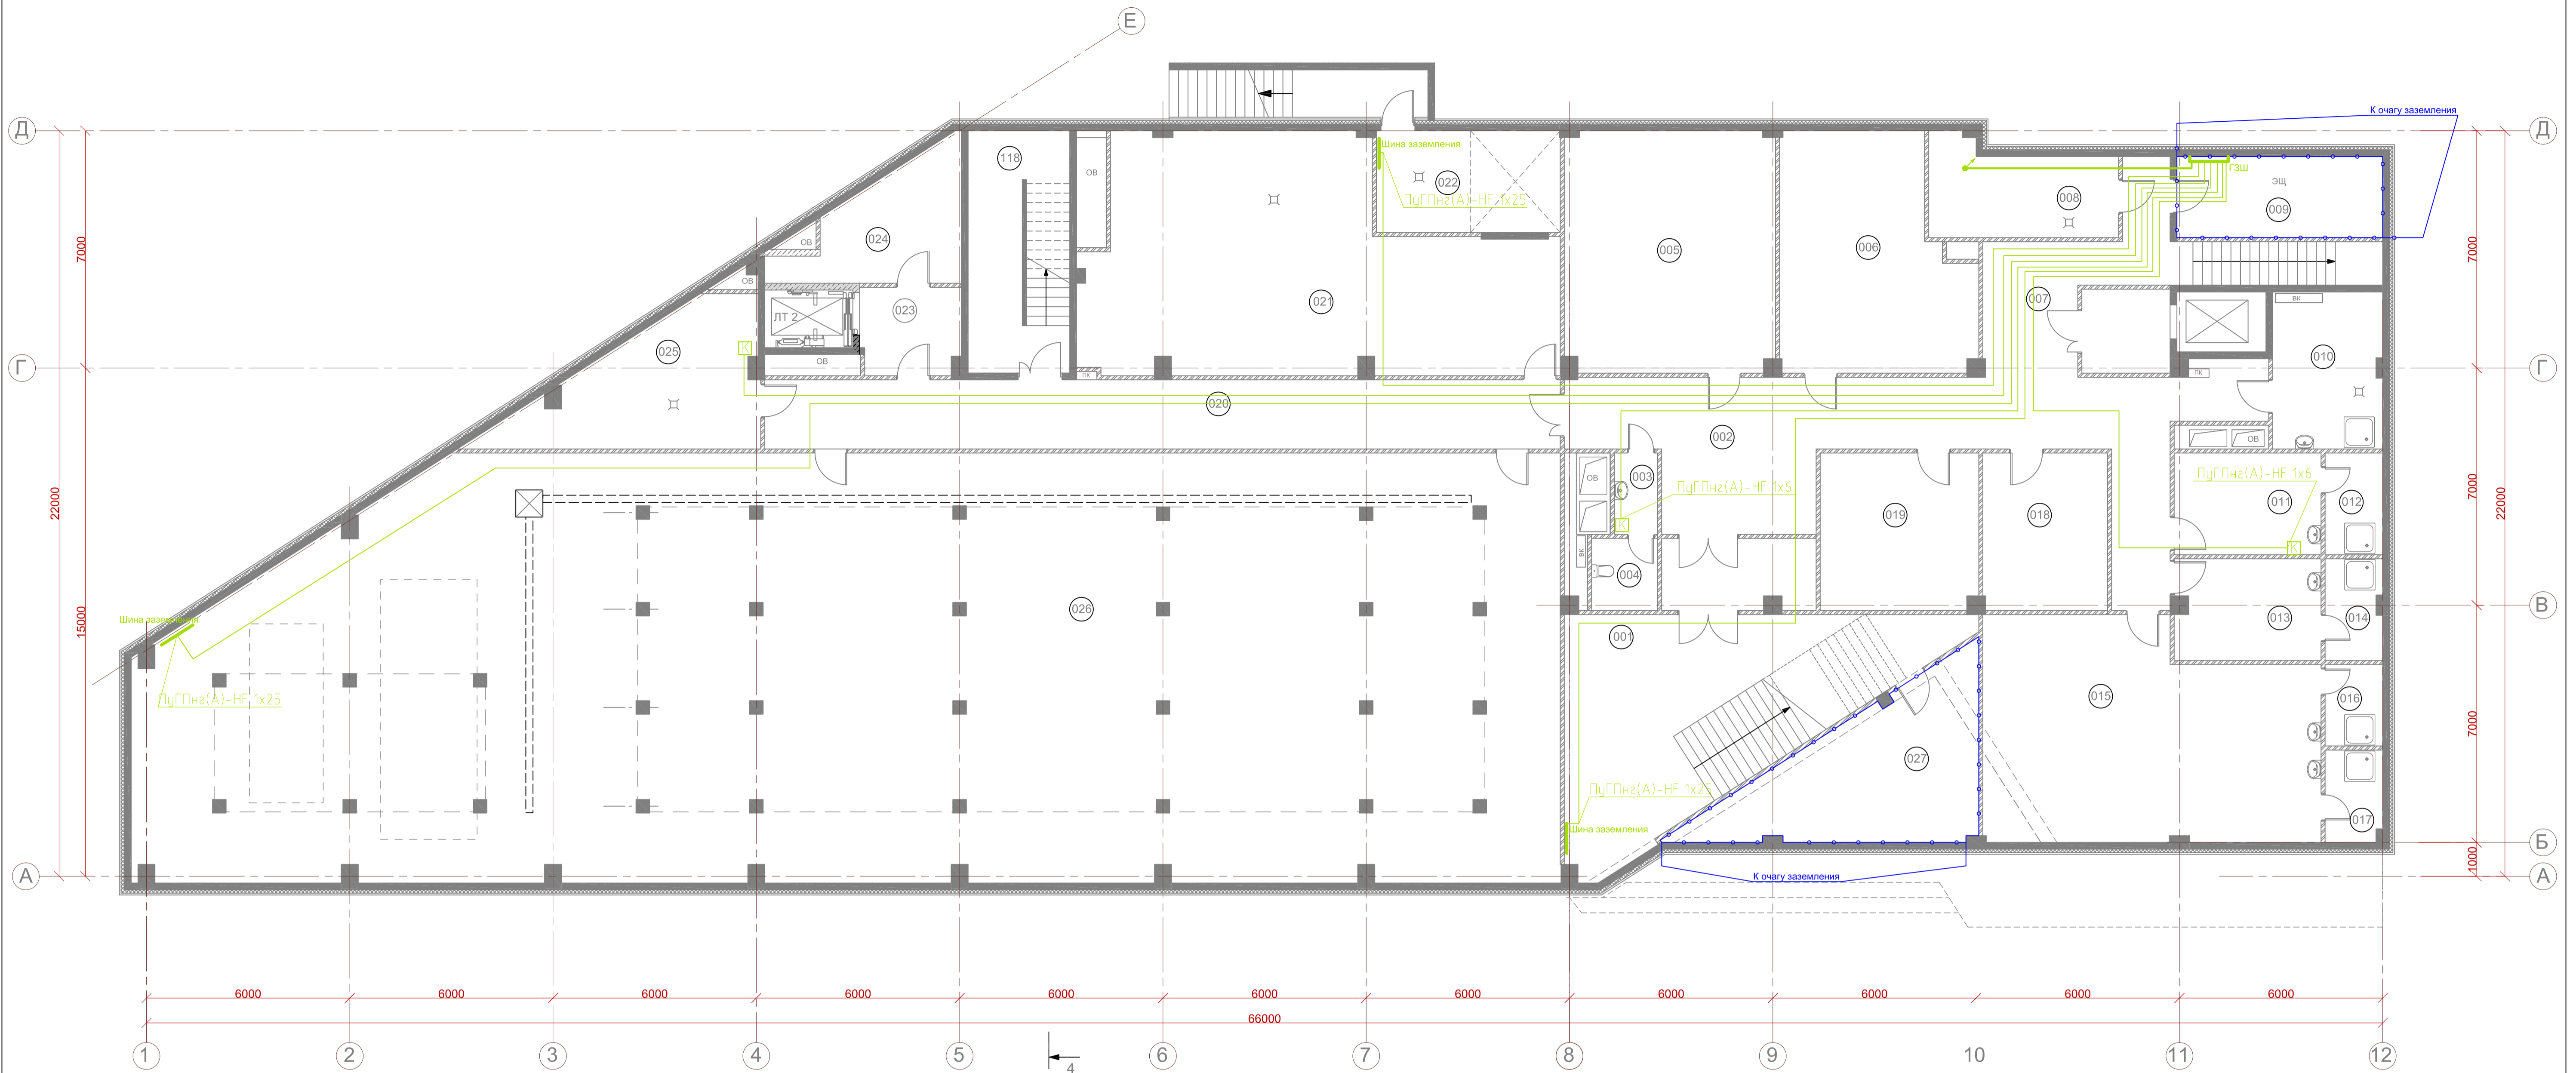 Е
К очагу заземления
Д
Д
118
ОВ
Шина заземления
022
ПуГПнг(А)-HF 1х25
008
ГЗШ
ЭЩ
009
024
ОВ
005
006
7000
7000
ОВ
023
021
007
ВК
ЛТ 2
025
К
ОВ
010
Г
ПК
ПК
Г
020
002
ОВ
003
ОВ
ПуГПнг(А)-HF 1х6
ПуГПнг(А)-HF 1х6
011
012
22000
7000
22000
019
018
К
ВК
004
К
026
В
15000
Шина заземления
001
013
014
ПуГПнг(А)-HF 1х25
015
016
7000
027
ПуГПнг(А)-HF 1х25
Шина заземления
017
Б
1000
А
К очагу заземления
А
6000
6000
6000
6000
6000
6000
6000
6000
6000
6000
6000
66000
1
2
3
4
5
6
7
8
9
10
11
12
4